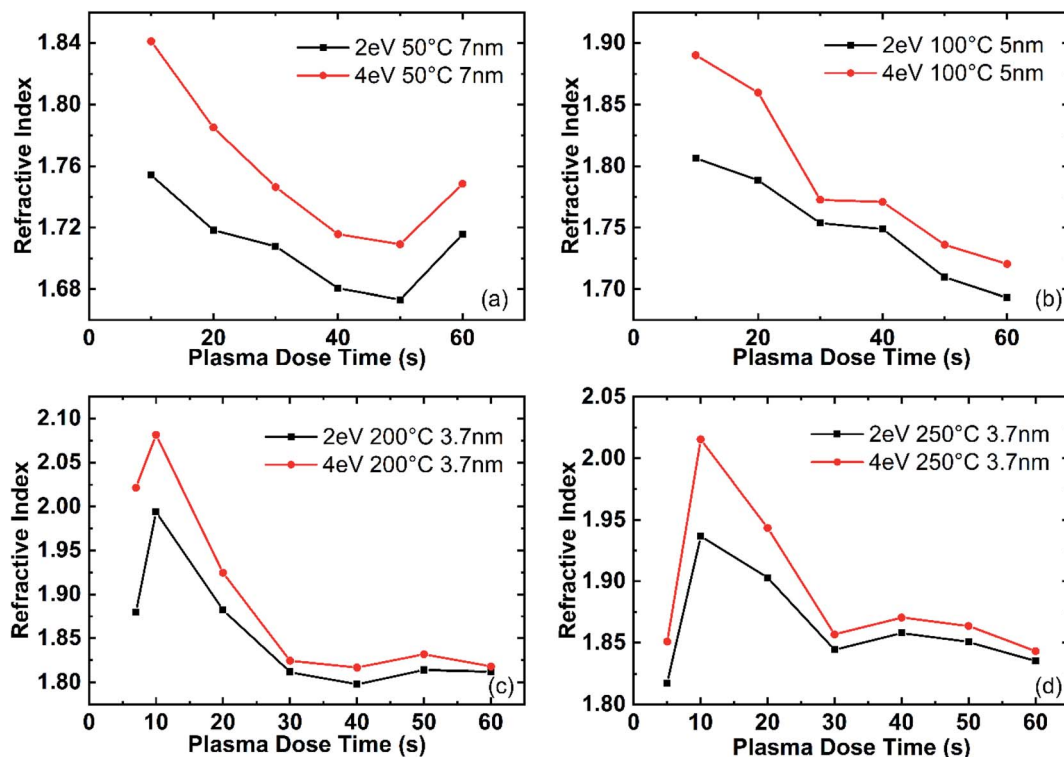 1.84
1.80
1.76
1.72
1.68
Refractive Index
2eV 50°C 7nm
4eV 50°C 7nm
(a)
0 20 40 60
Plasma Dose Time (s)
1.90
1.85
1.80
1.75
1.70
Refractive Index
2eV 100°C 5nm
4eV 100°C 5nm
(b)
0 20 40 60
Plasma Dose Time (s)
2.10
2.05
2.00
1.95
1.90
1.85
1.80
Refractive Index
2eV 200°C 3.7nm
4eV 200°C 3.7nm
(c)
0 10 20 30 40 50 60
Plasma Dose Time (s)
2.05
2.00
1.95
1.90
1.85
1.80
Refractive Index
2eV 250°C 3.7nm
4eV 250°C 3.7nm
(d)
0 10 20 30 40 50 60
Plasma Dose Time (s)